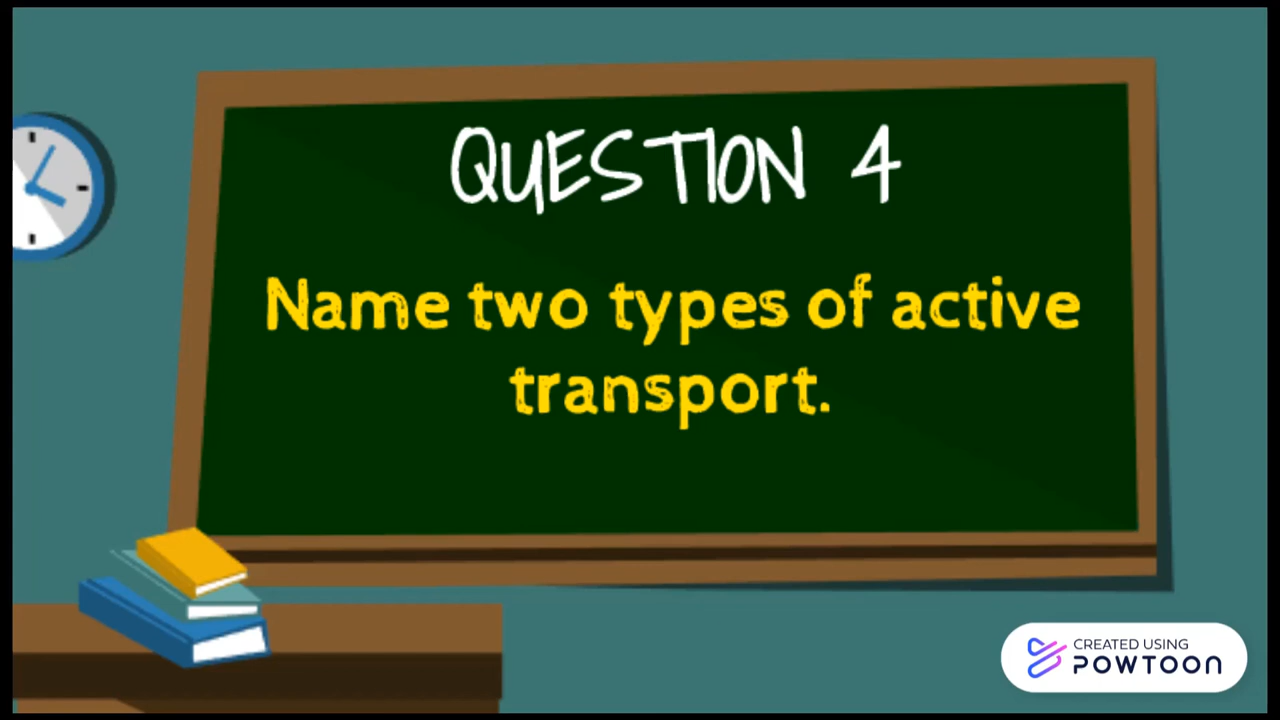 QUESTION 4
Name two types of active
transport.
CREATED USING
POWTOON